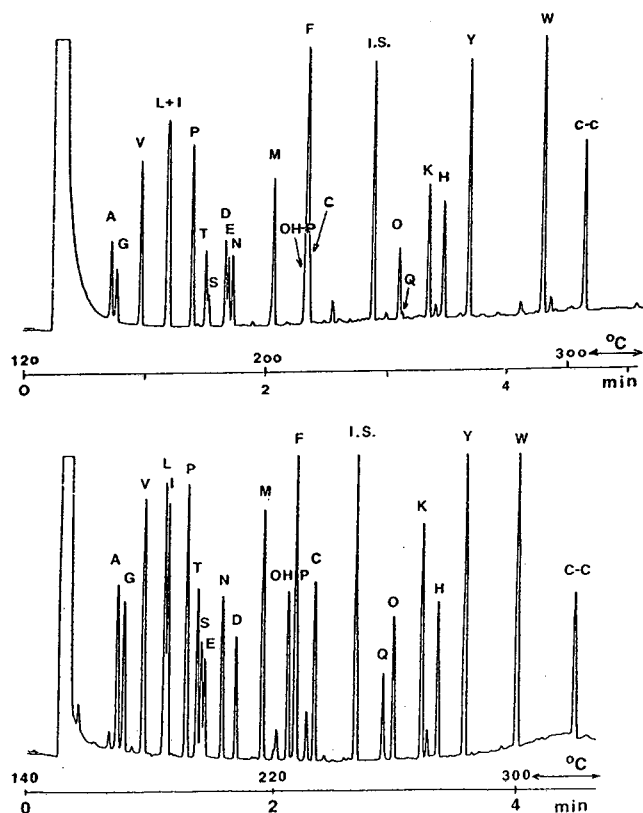 F
W
I.S.
Y
L+I
C-C
V
P
M
K
D
H
E
OH-P
C
A
G
T
N
O
S
Q
120
200
300
°C
0
2
4
min
F
I.S.
Y
W
L
P
V
I
M
K
A
T
N
OH-P
C
C-C
G
S
D
O
H
E
Q
140
220
300
°C
0
2
4
min